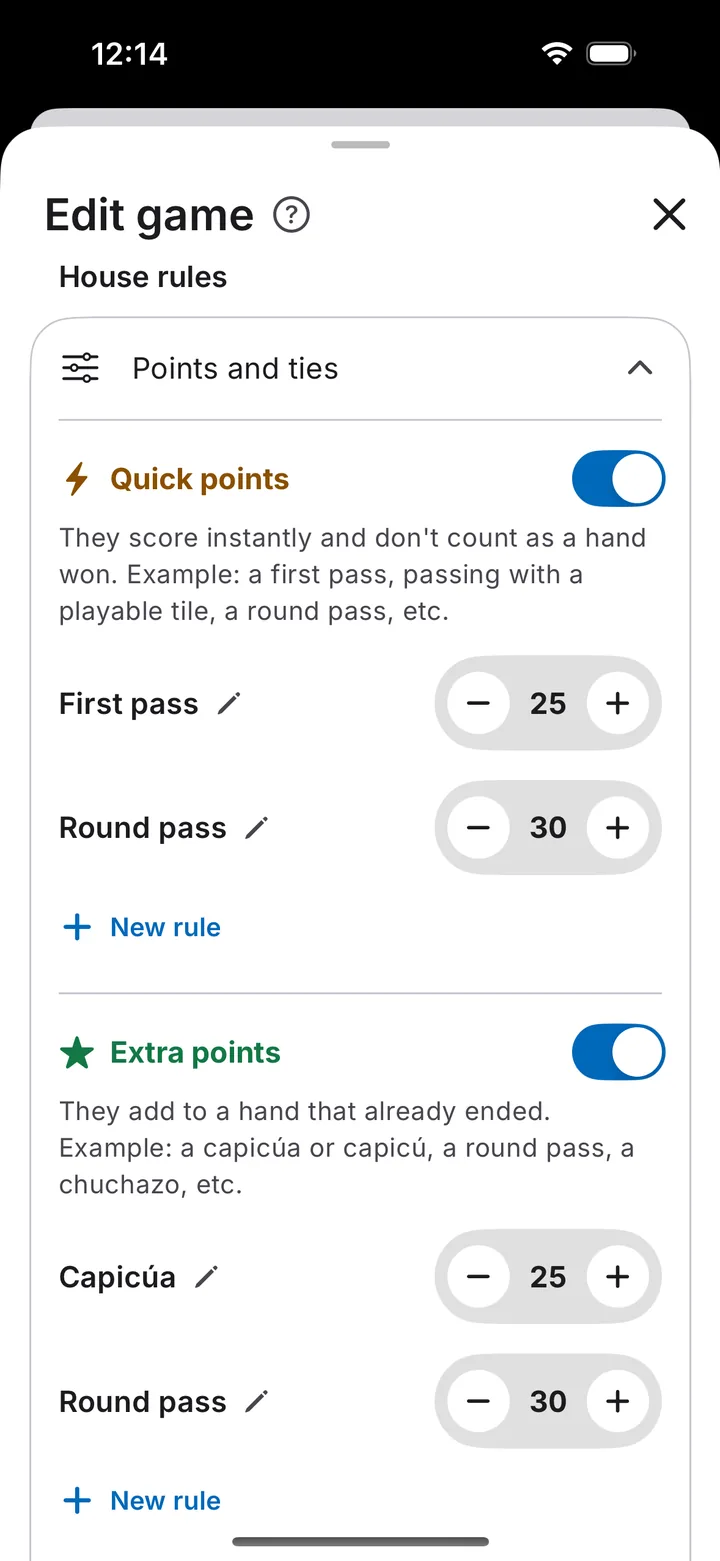 12:14
Edit game ?
House rules
Points and ties
Quick points
They score instantly and don't count as a hand
won. Example: a first pass, passing with a
playable tile, a round pass, etc.
First pass − 25 +
Round pass − 30 +
+ New rule
Extra points
They add to a hand that already ended.
Example: a capicúa or capicú, a round pass, a
chuchazo, etc.
Capicúa − 25 +
Round pass − 30 +
+ New rule